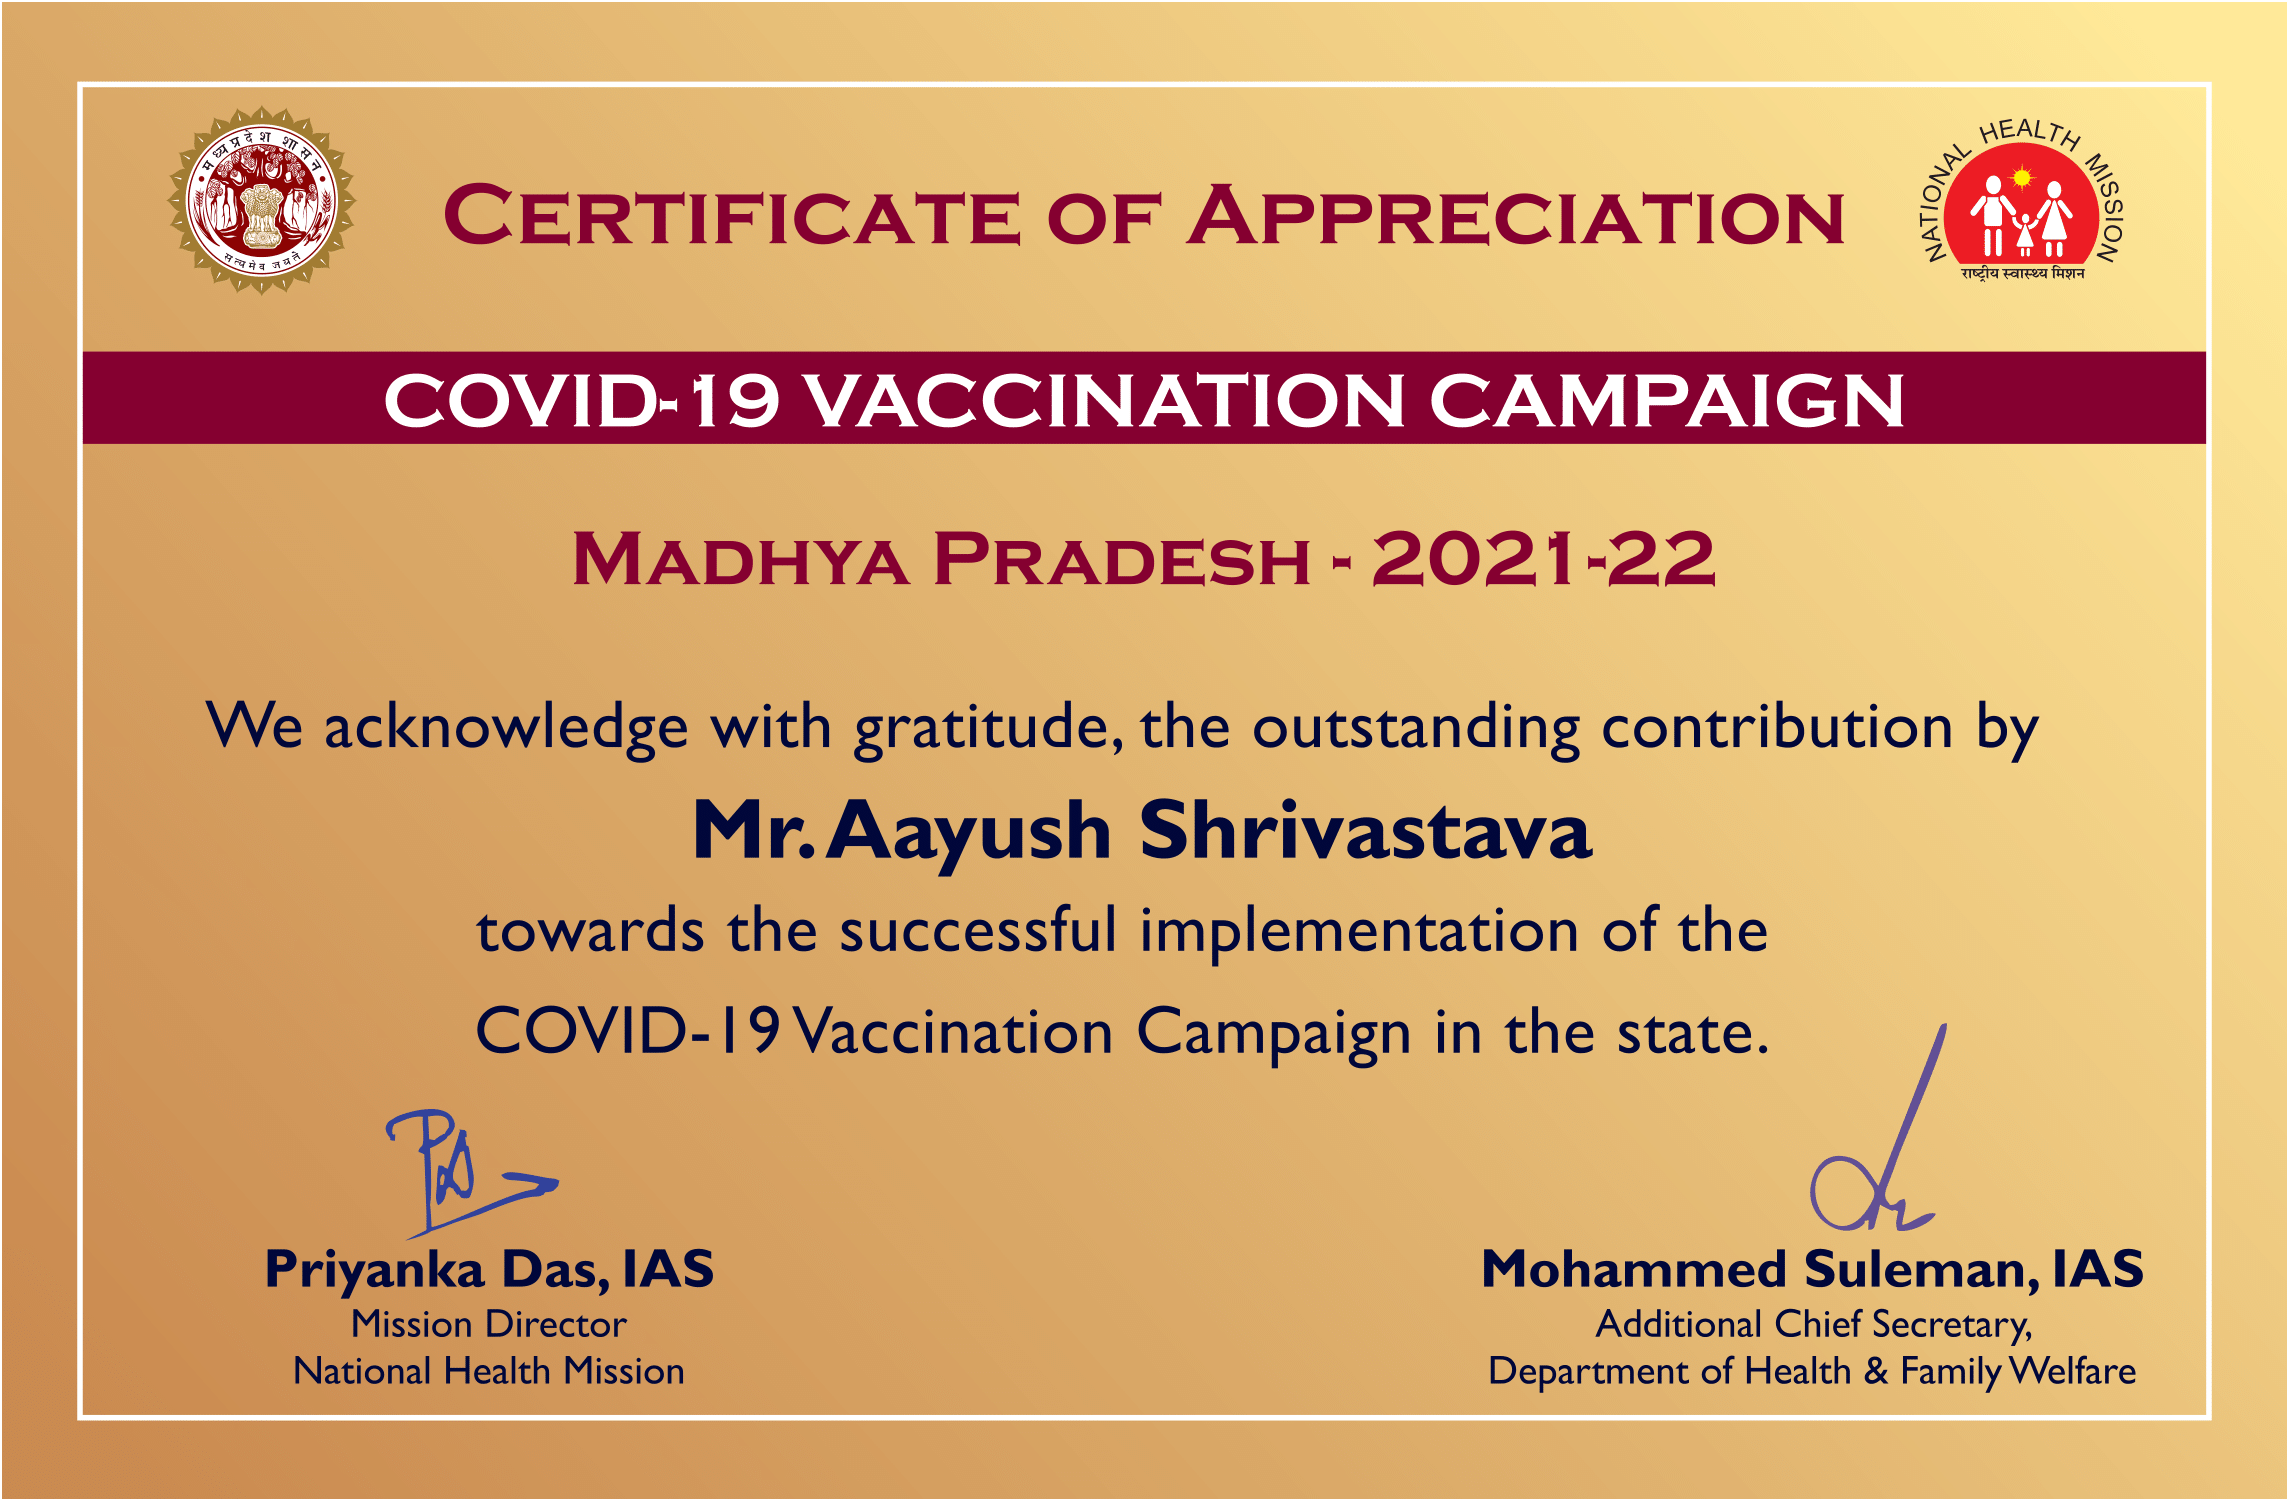 मध्यप्रदेश शासन
सत्यमेव जयते
CERTIFICATE OF APPRECIATION
NATIONAL HEALTH MISSION
राष्ट्रीय स्वास्थ्य मिशन
COVID-19 VACCINATION CAMPAIGN
MADHYA PRADESH - 2021-22
We acknowledge with gratitude, the outstanding contribution by
Mr. Aayush Shrivastava
towards the successful implementation of the
COVID-19 Vaccination Campaign in the state.
Priyanka Das, IAS
Mission Director
National Health Mission
Mohammed Suleman, IAS
Additional Chief Secretary,
Department of Health & Family Welfare